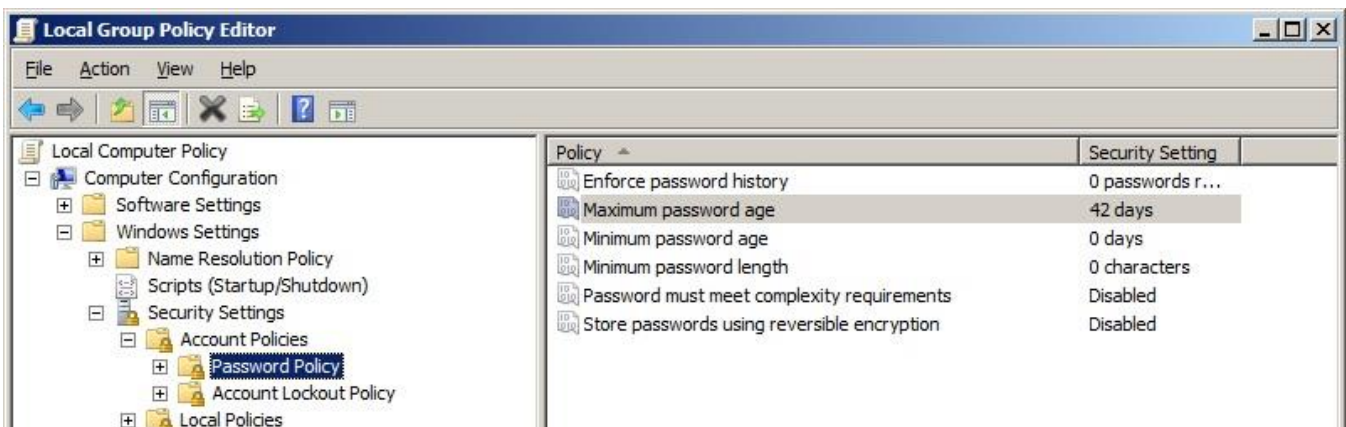 Local Group Policy Editor
File Action View Help
Local Computer Policy
Computer Configuration
Software Settings
Windows Settings
Name Resolution Policy
Scripts (Startup/Shutdown)
Security Settings
Account Policies
Password Policy
Account Lockout Policy
Local Policies
Policy Security Setting
Enforce password history 0 passwords r...
Maximum password age 42 days
Minimum password age 0 days
Minimum password length 0 characters
Password must meet complexity requirements Disabled
Store passwords using reversible encryption Disabled